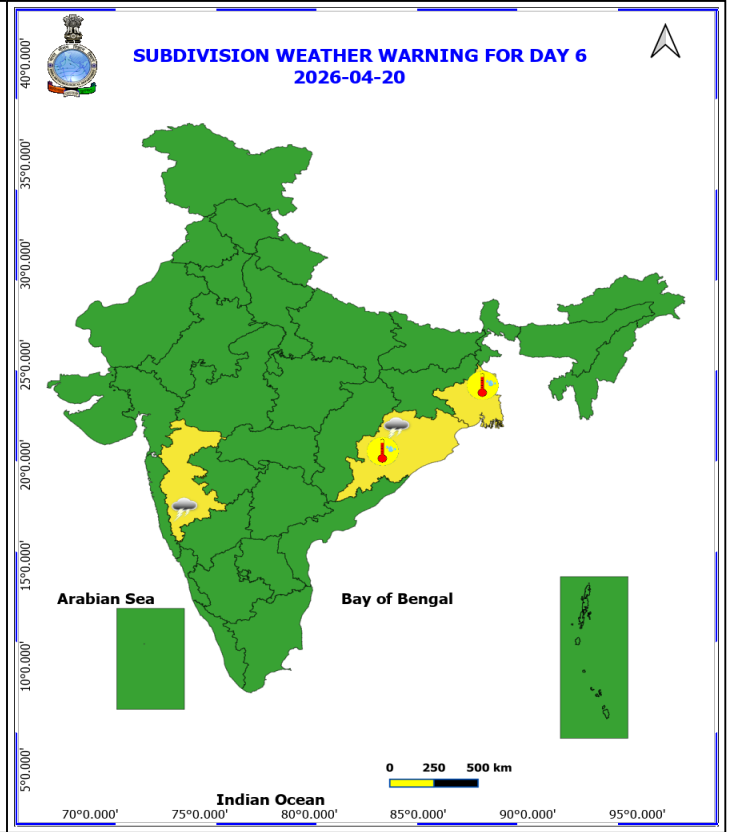 SUBDIVISION WEATHER WARNING FOR DAY 6
2026-04-20
40°0.000'
35°0.000'
30°0.000'
25°0.000'
20°0.000'
15°0.000'
10°0.000'
5°0.000'
Arabian Sea
Bay of Bengal
0 250 500 km
Indian Ocean
70°0.000' 75°0.000' 80°0.000' 85°0.000' 90°0.000' 95°0.000'